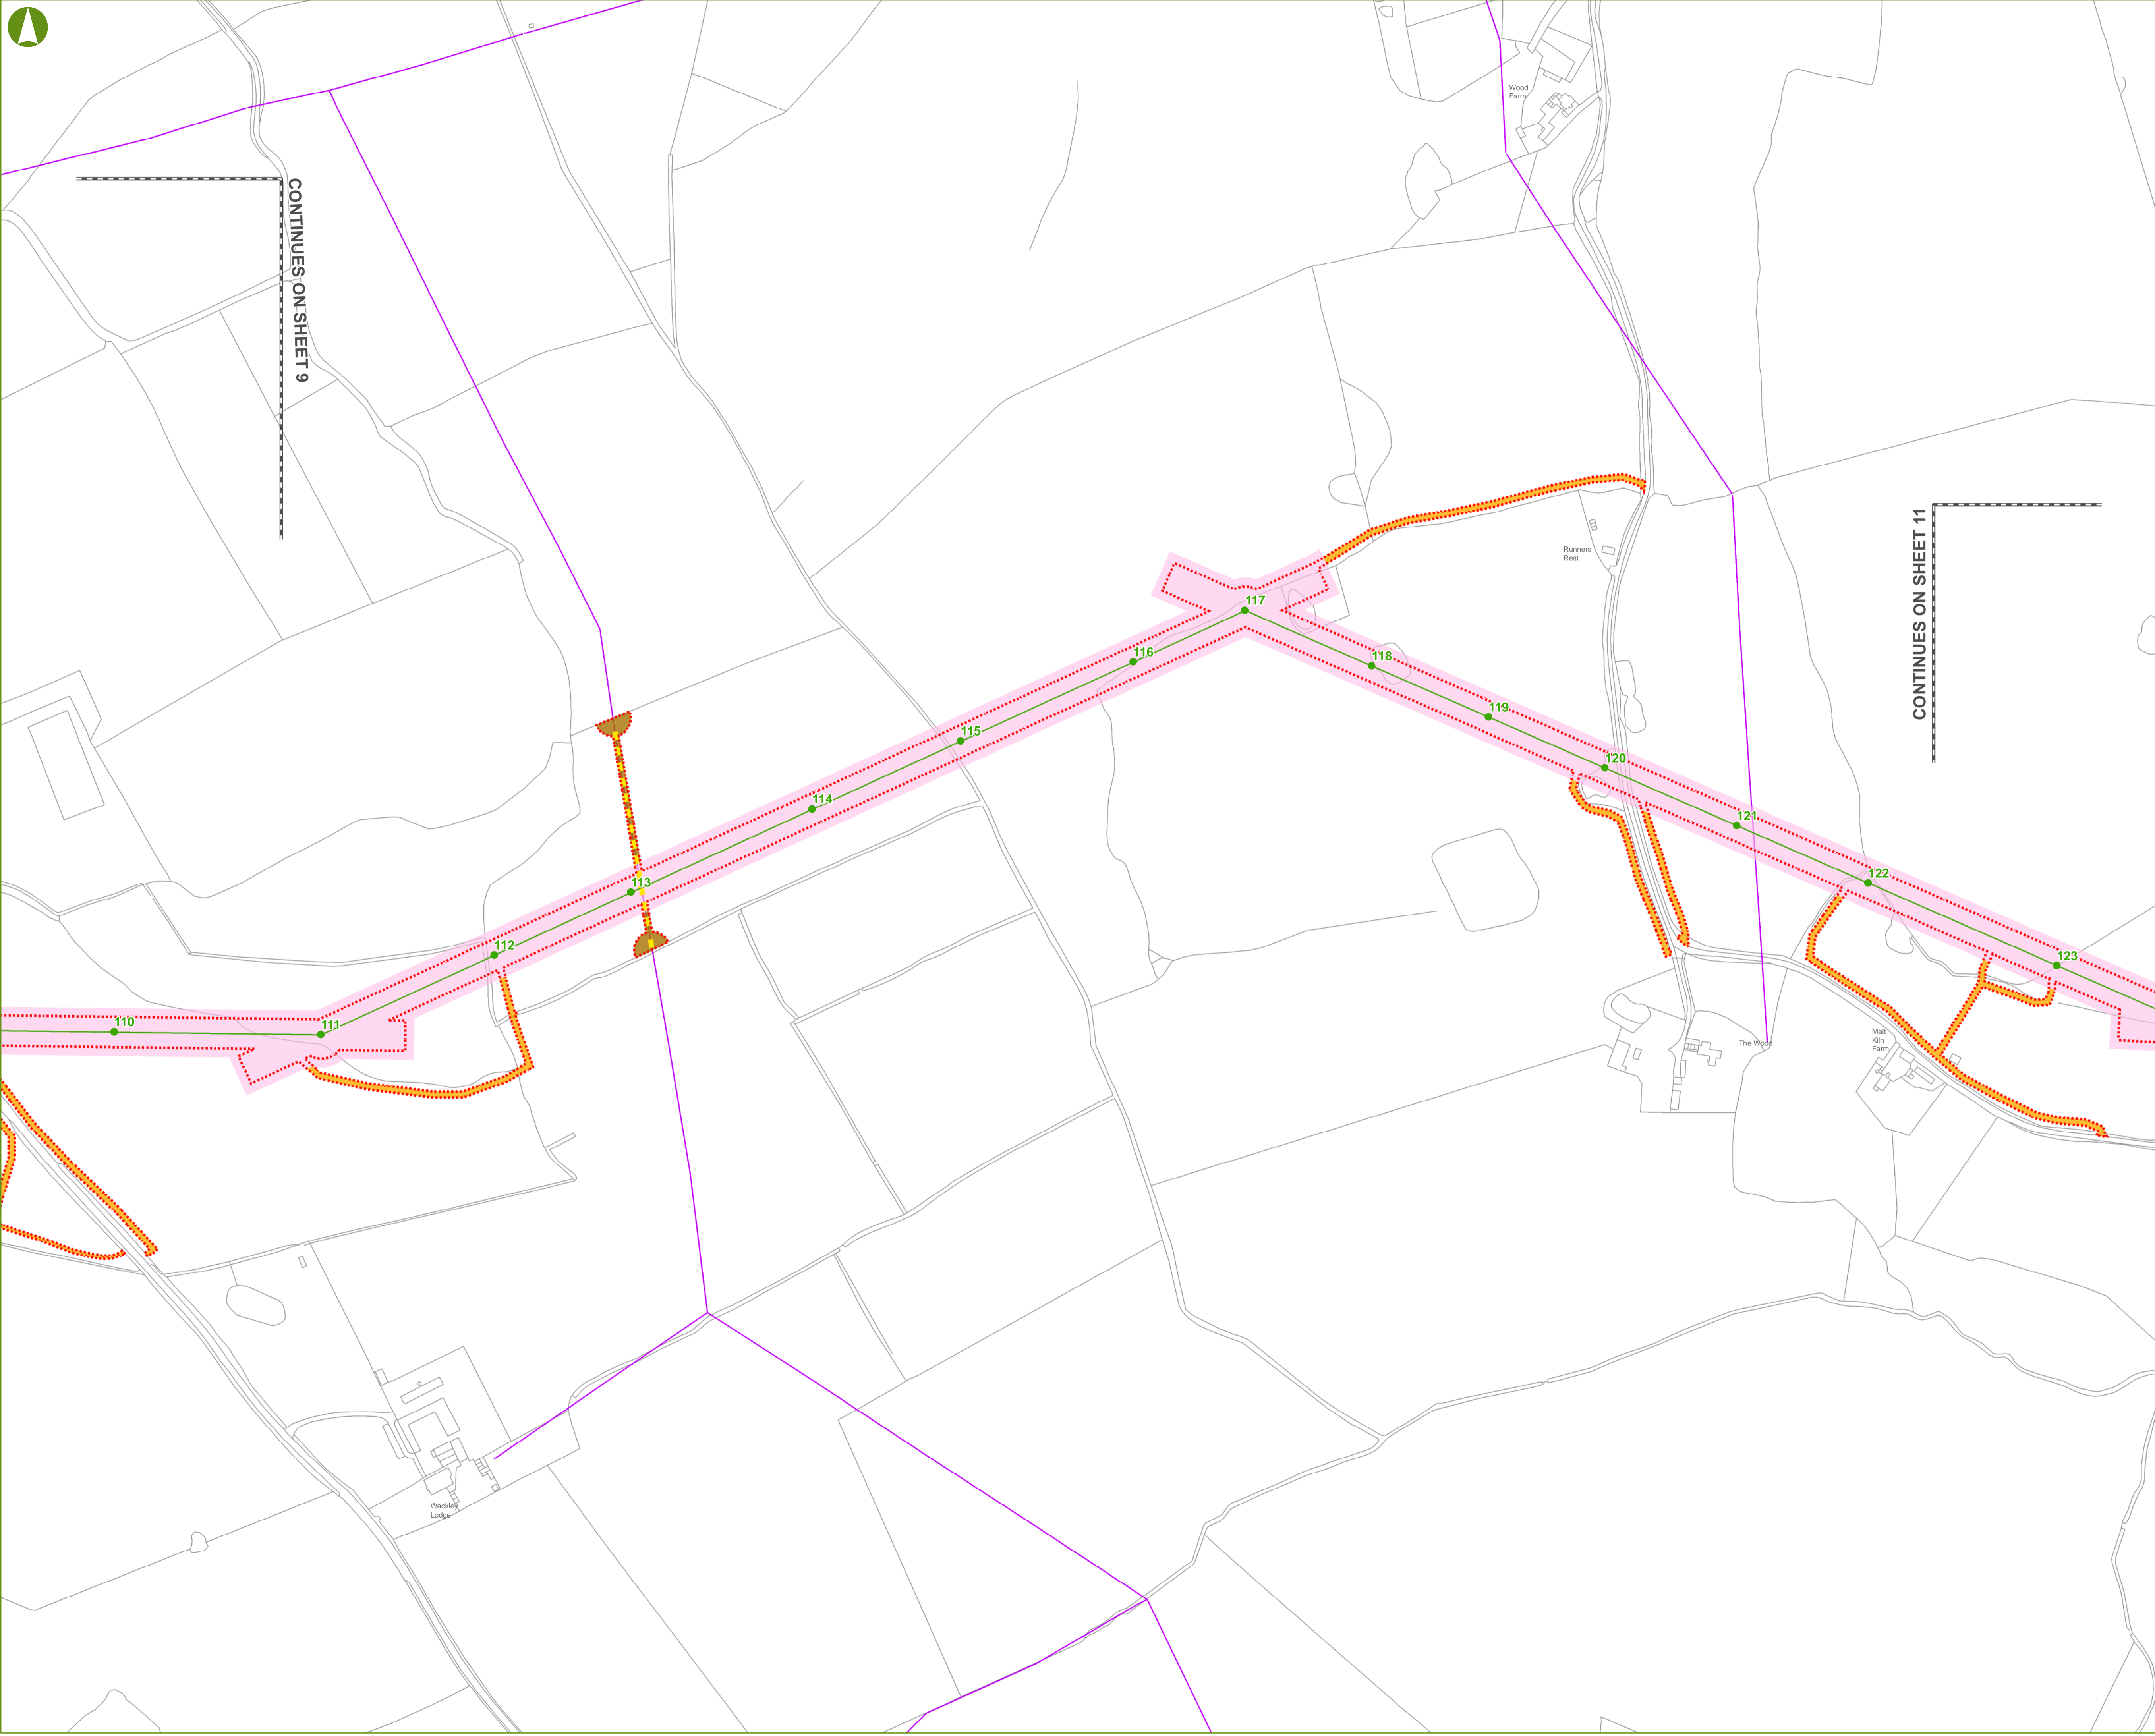 Wood
Farm
CONTINUES ON SHEET 9
CONTINUES ON SHEET 11
Runners
Rest
117
116
118
119
115
120
114
121
113
122
112
123
110
111
Malt
Kiln
Farm
The Wood
Wackley
Lodge